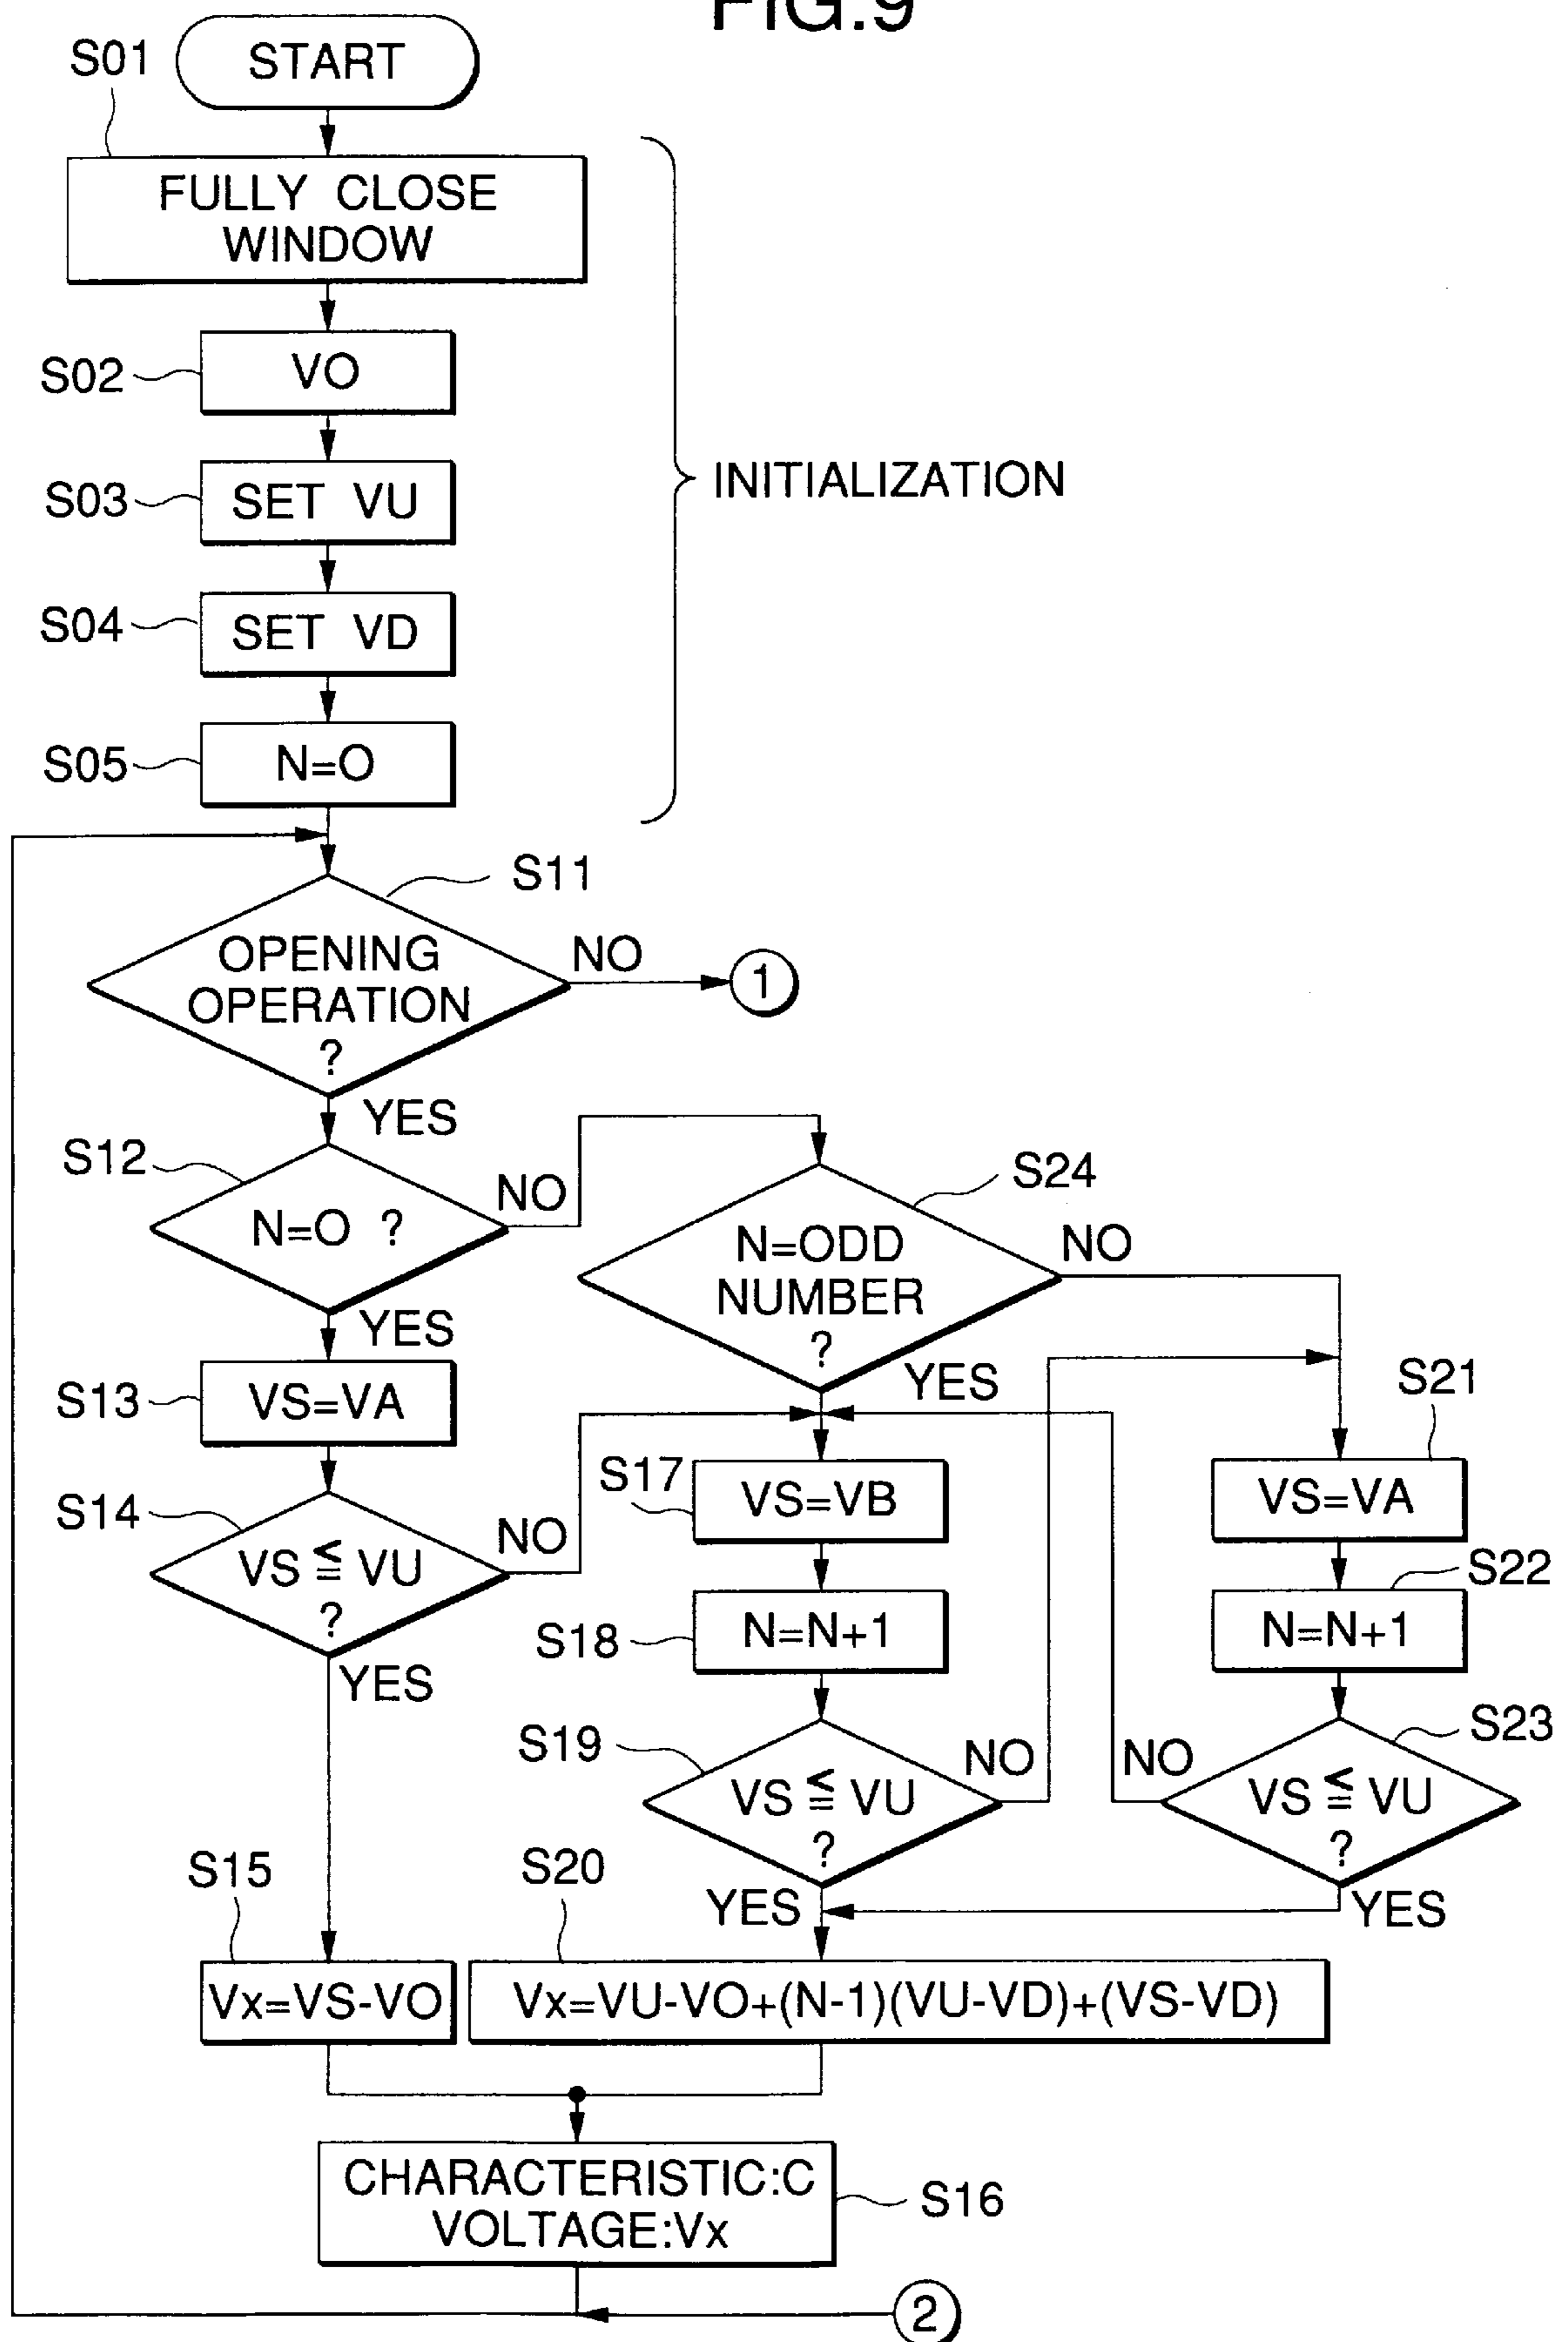 FIG.9
S01
START
FULLY CLOSE
WINDOW
S02
VO
S03
SET VU
INITIALIZATION
S04
SET VD
S05
N=O
S11
OPENING
OPERATION
?
NO
1
YES
S12
N=O ?
NO
S24
N=ODD
NUMBER
?
NO
YES
YES
S13
VS=VA
S14
VS ≦ VU
?
NO
YES
S17
VS=VB
S21
VS=VA
S18
N=N+1
S22
N=N+1
S19
VS ≦ VU
?
NO
YES
S23
VS ≦ VU
?
NO
YES
S15
Vx=VS-VO
S20
Vx=VU-VO+(N-1)(VU-VD)+(VS-VD)
CHARACTERISTIC:C
VOLTAGE:Vx
S16
2